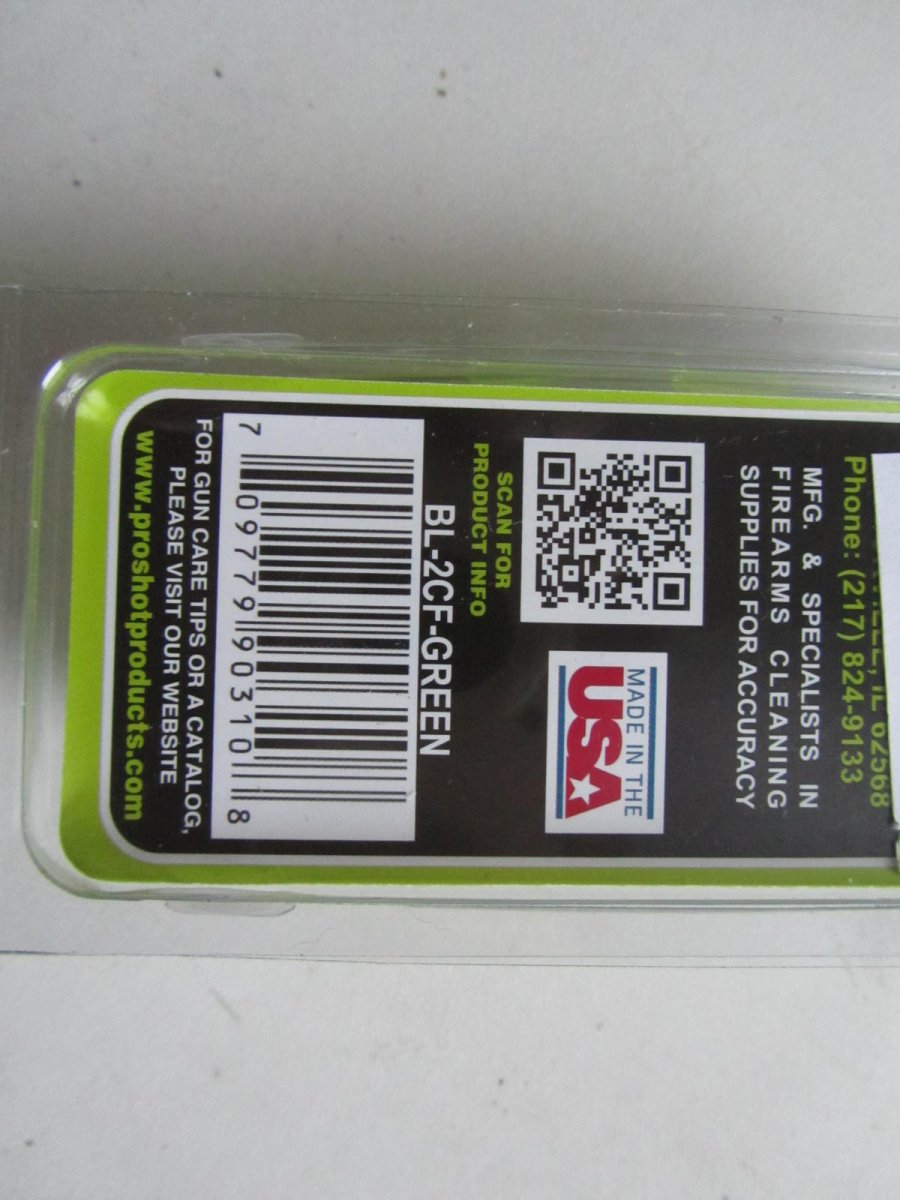 IL 62568
Phone: (217) 824-9133
MFG. & SPECIALISTS IN
FIREARMS CLEANING
SUPPLIES FOR ACCURACY
MADE IN THE
USA
SCAN FOR
PRODUCT INFO
BL-2CF-GREEN
7 09779 90310 8
FOR GUN CARE TIPS OR A CATALOG,
PLEASE VISIT OUR WEBSITE
www.proshotproducts.com